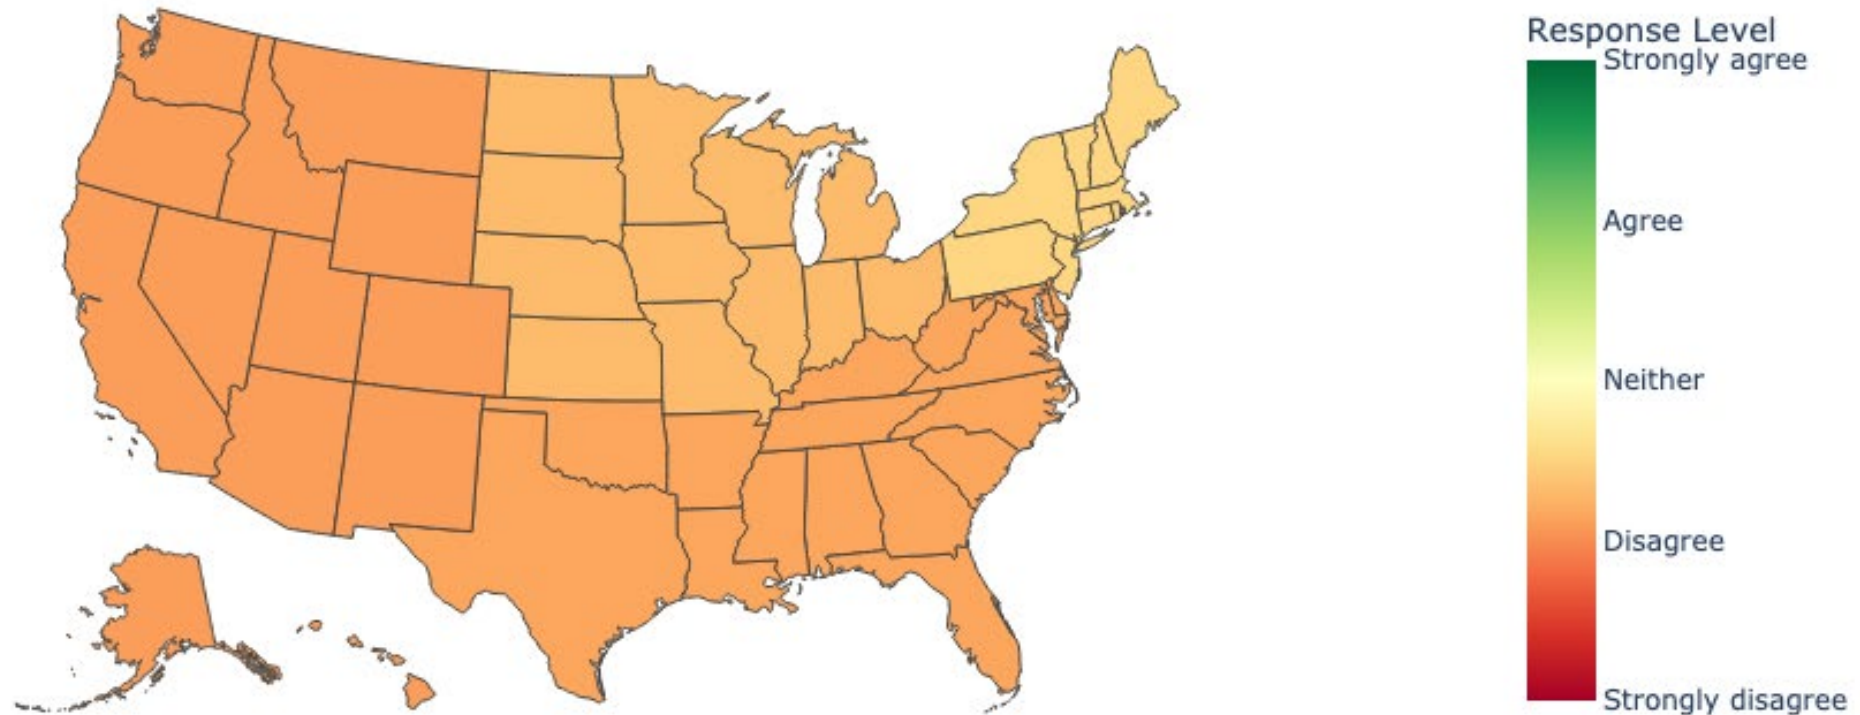 Response Level
Strongly agree
Agree
Neither
Disagree
Strongly disagree